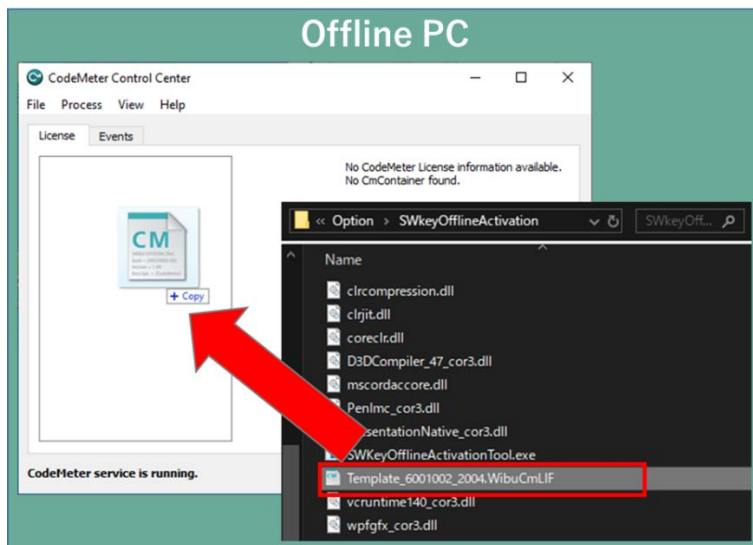 Offline PC
CodeMeter Control Center
File Process View Help
License Events
No CodeMeter License information available.
No CmContainer found.
CM
+ Copy
CodeMeter service is running.
« Option > SWkeyOfflineActivation
SWkeyOff...
Name
clrcompression.dll
clrjit.dll
coreclr.dll
D3DCompiler_47_cor3.dll
mscordaccore.dll
PenImc_cor3.dll
sentationNative_cor3.dll
SWKeyOfflineActivationTool.exe
Template_6001002_2004.WibuCmLIF
vcruntime140_cor3.dll
wpfgfx_cor3.dll